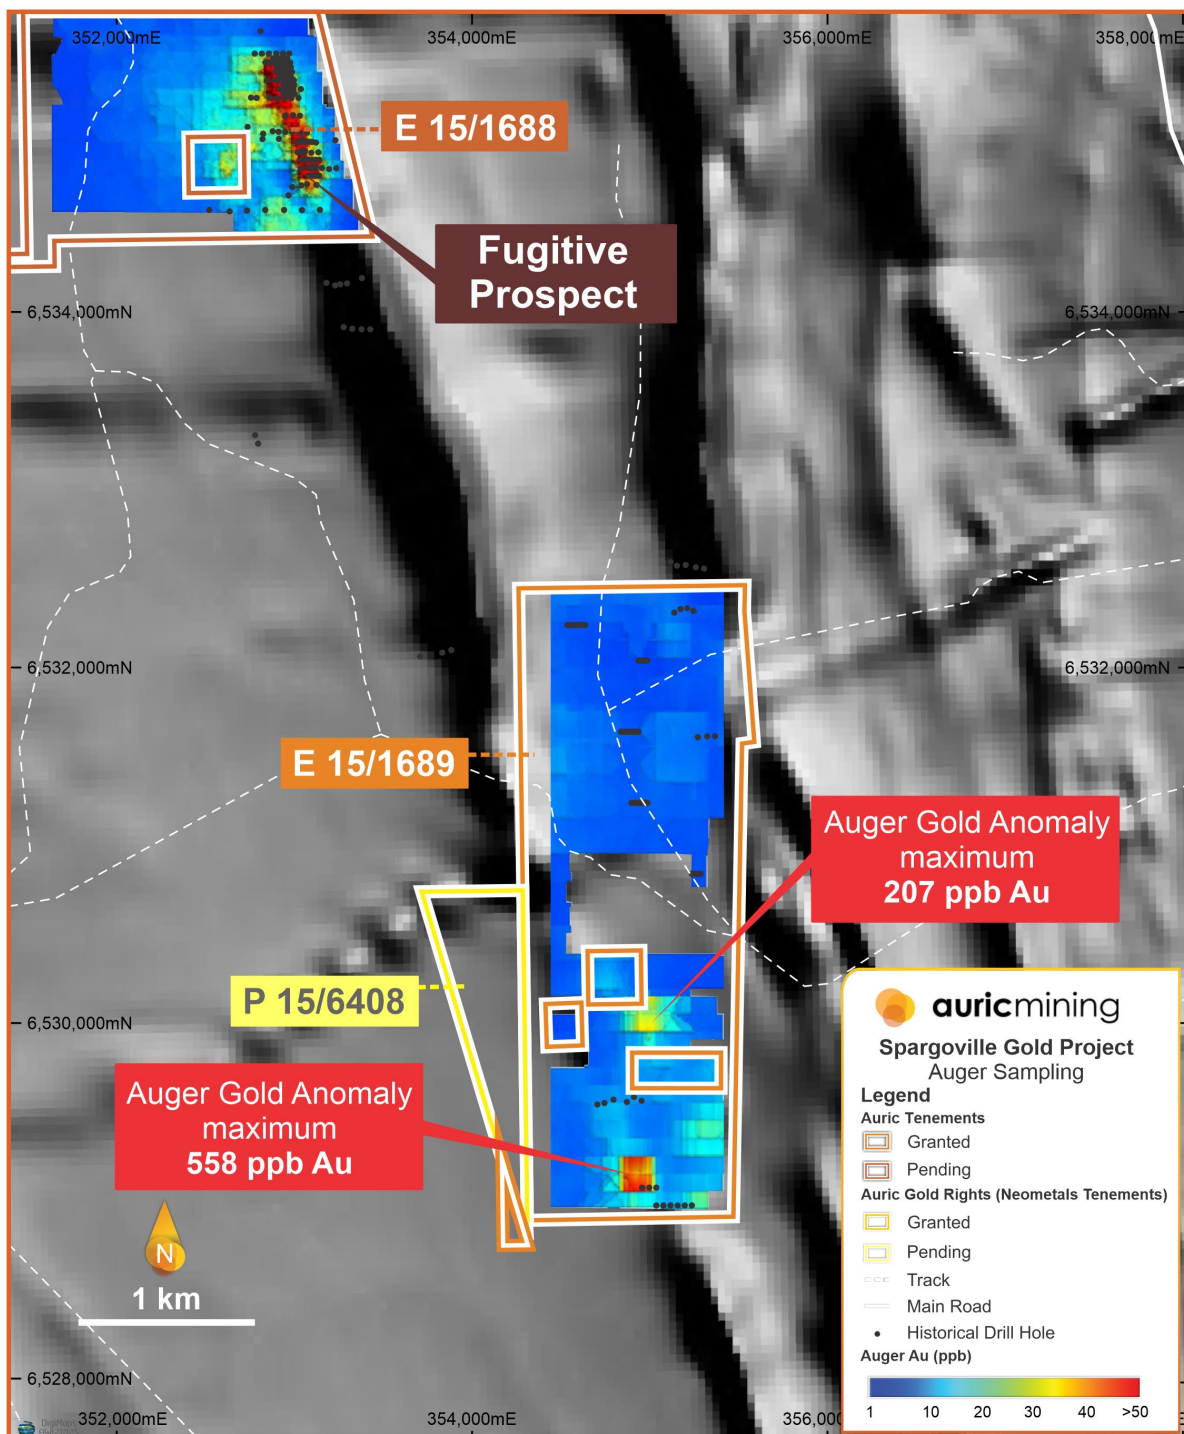 352,000mE
354,000mE
356,000mE
358,000mE
E 15/1688
Fugitive
Prospect
6,534,000mN
6,534,000mN
6,532,000mN
6,532,000mN
E 15/1689
Auger Gold Anomaly
maximum
207 ppb Au
P 15/6408
6,530,000mN
Auger Gold Anomaly
maximum
558 ppb Au
N
1 km
6,528,000mN
352,000mE
354,000mE
356,00
DigiMaps
auricmining
Spargoville Gold Project
Auger Sampling
Legend
Auric Tenements
Granted
Pending
Auric Gold Rights (Neometals Tenements)
Granted
Pending
Track
Main Road
Historical Drill Hole
Auger Au (ppb)
1 10 20 30 40 >50